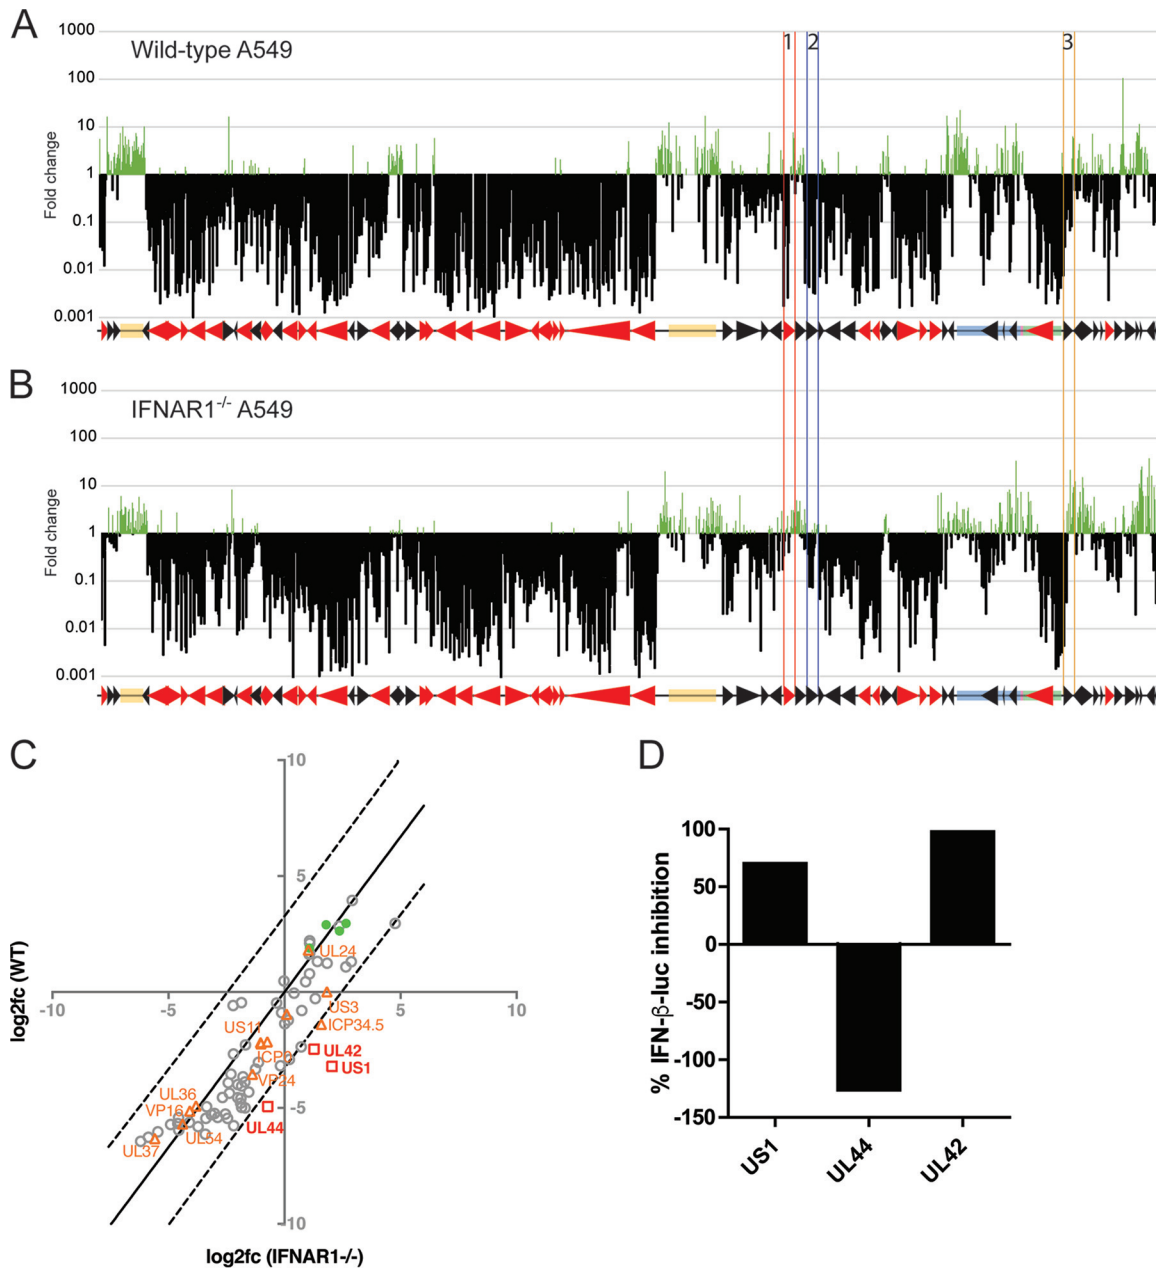 A
Wild-type A549
1 2 3
Fold change
1000
100
10
1
0.1
0.01
0.001
B
IFNAR1-/- A549
Fold change
1000
100
10
1
0.1
0.01
0.001
C
log2fc (WT)
10
5
-10 -5 5 10
-5
-10
UL24
US3
ICP34.5
US11
ICP0
UL42
US1
VP24
UL36
VP16
UL44
UL54
UL37
log2fc (IFNAR1-/-)
D
% IFN-β-luc inhibition
100
50
0
-50
-100
-150
US1 UL44 UL42